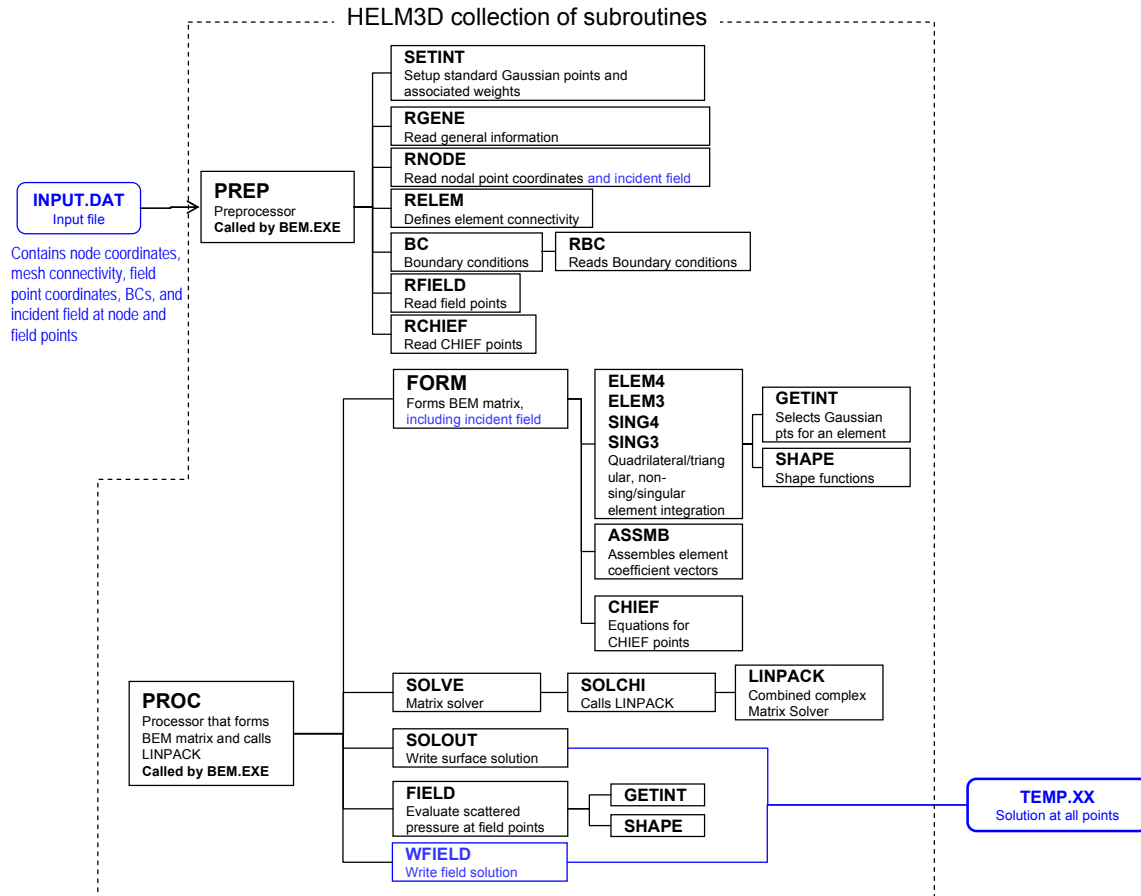 HELM3D collection of subroutines
SETINT
Setup standard Gaussian points and
associated weights
RGENE
Read general information
RNODE
Read nodal point coordinates and incident field
INPUT.DAT
Input file
Contains node coordinates,
mesh connectivity, field
point coordinates, BCs, and
incident field at node and
field points
PREP
Preprocessor
Called by BEM.EXE
RELEM
Defines element connectivity
BC
Boundary conditions
RBC
Reads Boundary conditions
RFIELD
Read field points
RCHIEF
Read CHIEF points
FORM
Forms BEM matrix,
including incident field
ELEM4
ELEM3
SING4
SING3
Quadrilateral/triang
ular, non-
sing/singular
element integration
GETINT
Selects Gaussian
pts for an element
SHAPE
Shape functions
ASSMB
Assembles element
coefficient vectors
CHIEF
Equations for
CHIEF points
PROC
Processor that forms
BEM matrix and calls
LINPACK
Called by BEM.EXE
SOLVE
Matrix solver
SOLCHI
Calls LINPACK
LINPACK
Combined complex
Matrix Solver
SOLOUT
Write surface solution
FIELD
Evaluate scattered
pressure at field points
GETINT
SHAPE
WFIELD
Write field solution
TEMP.XX
Solution at all points